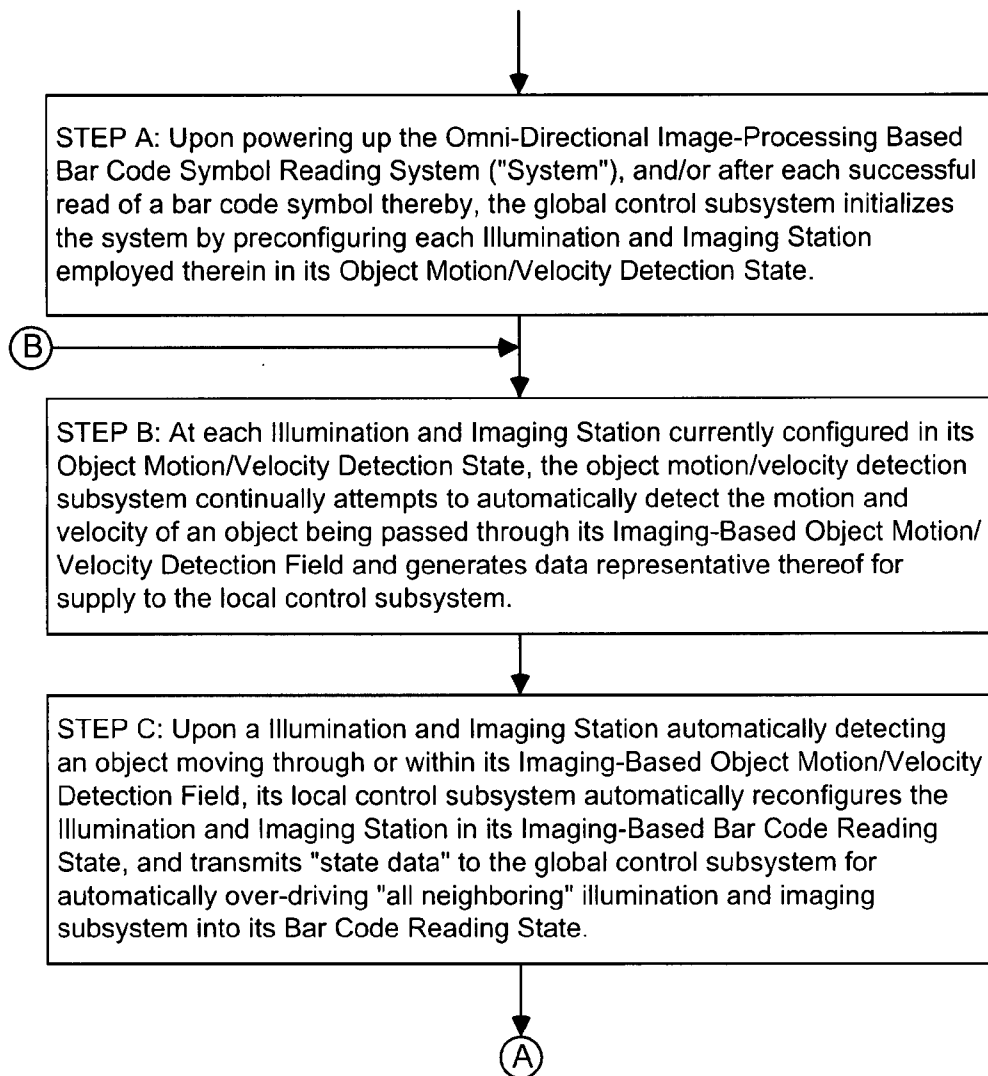 STEP A: Upon powering up the Omni-Directional Image-Processing Based
Bar Code Symbol Reading System ("System"), and/or after each successful
read of a bar code symbol thereby, the global control subsystem initializes
the system by preconfiguring each Illumination and Imaging Station
employed therein in its Object Motion/Velocity Detection State.
B
STEP B: At each Illumination and Imaging Station currently configured in its
Object Motion/Velocity Detection State, the object motion/velocity detection
subsystem continually attempts to automatically detect the motion and
velocity of an object being passed through its Imaging-Based Object Motion/
Velocity Detection Field and generates data representative thereof for
supply to the local control subsystem.
STEP C: Upon a Illumination and Imaging Station automatically detecting
an object moving through or within its Imaging-Based Object Motion/Velocity
Detection Field, its local control subsystem automatically reconfigures the
Illumination and Imaging Station in its Imaging-Based Bar Code Reading
State, and transmits "state data" to the global control subsystem for
automatically over-driving "all neighboring" illumination and imaging
subsystem into its Bar Code Reading State.
A